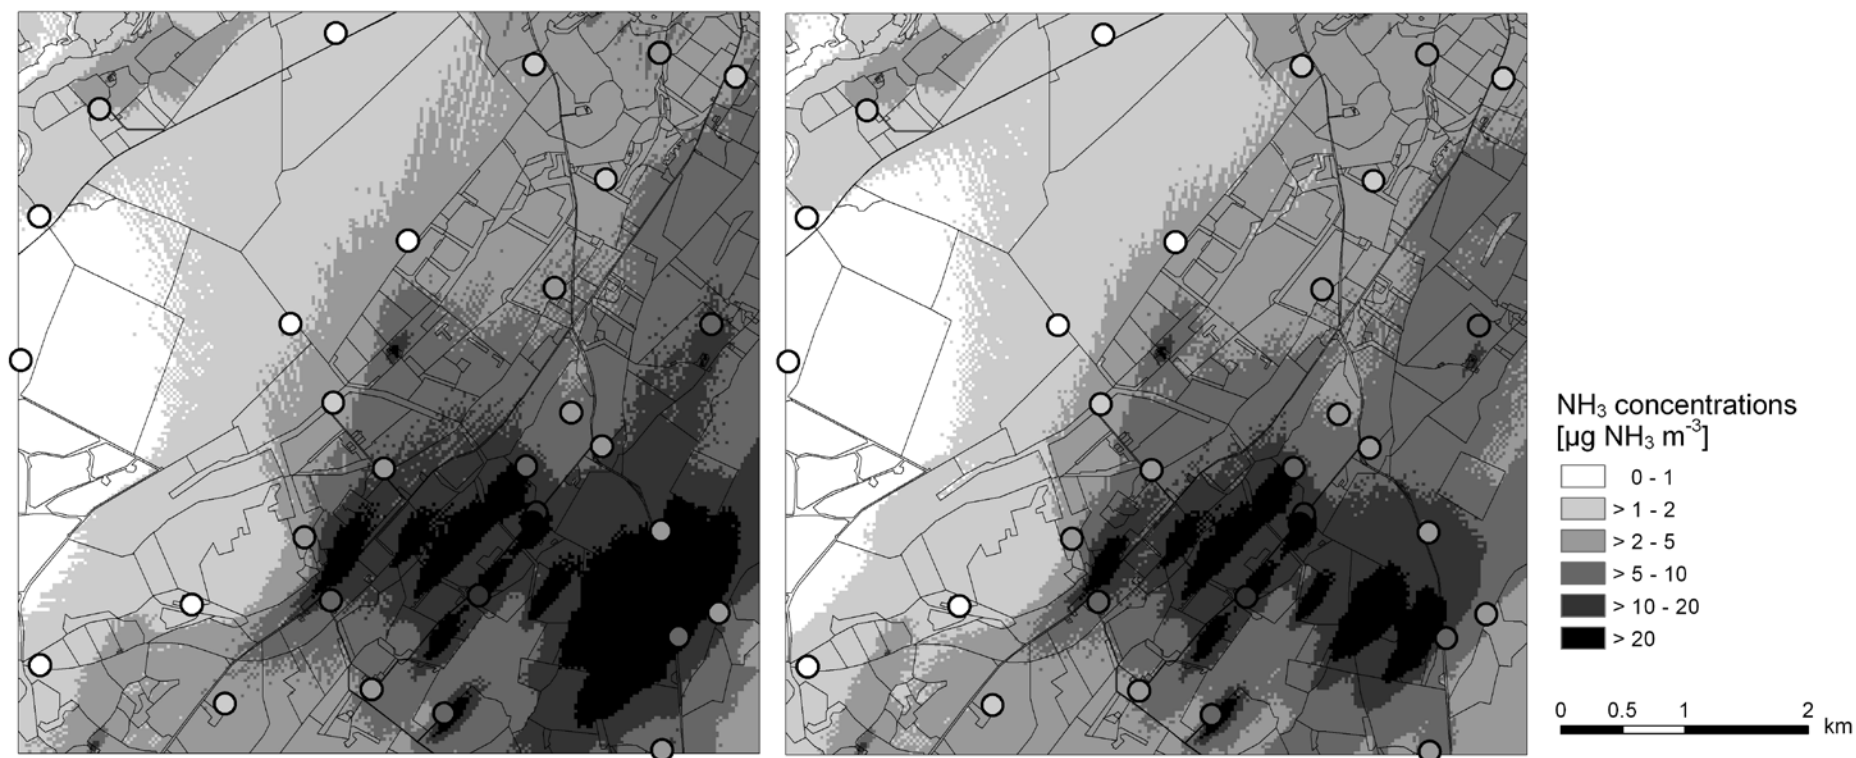 NH₃ concentrations
[µg NH₃ m⁻³]
0 - 1
> 1 - 2
> 2 - 5
> 5 - 10
> 10 - 20
> 20
0 0.5 1 2
km